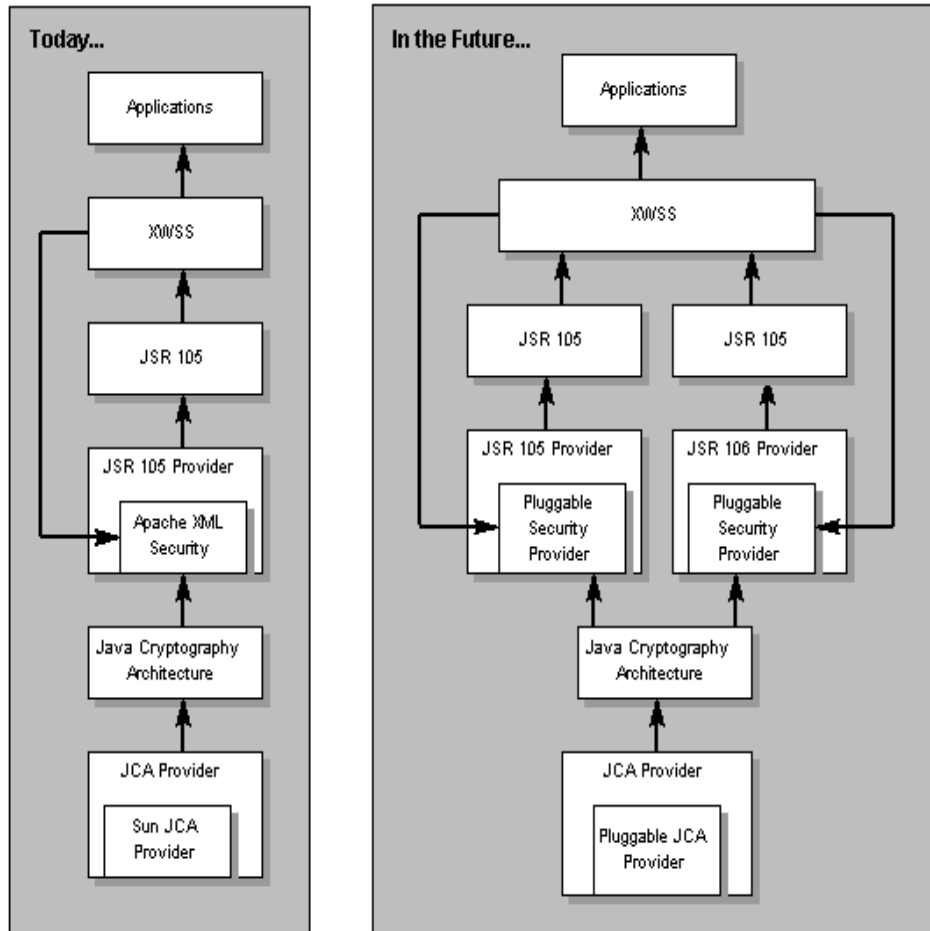 Today...
Applications
XWSS
JSR 105
JSR 105 Provider
Apache XML
Security
Java Cryptography
Architecture
JCA Provider
Sun JCA
Provider
In the Future...
Applications
XWSS
JSR 105
JSR 105
JSR 105 Provider
Pluggable
Security
Provider
JSR 106 Provider
Pluggable
Security
Provider
Java Cryptography
Architecture
JCA Provider
Pluggable JCA
Provider